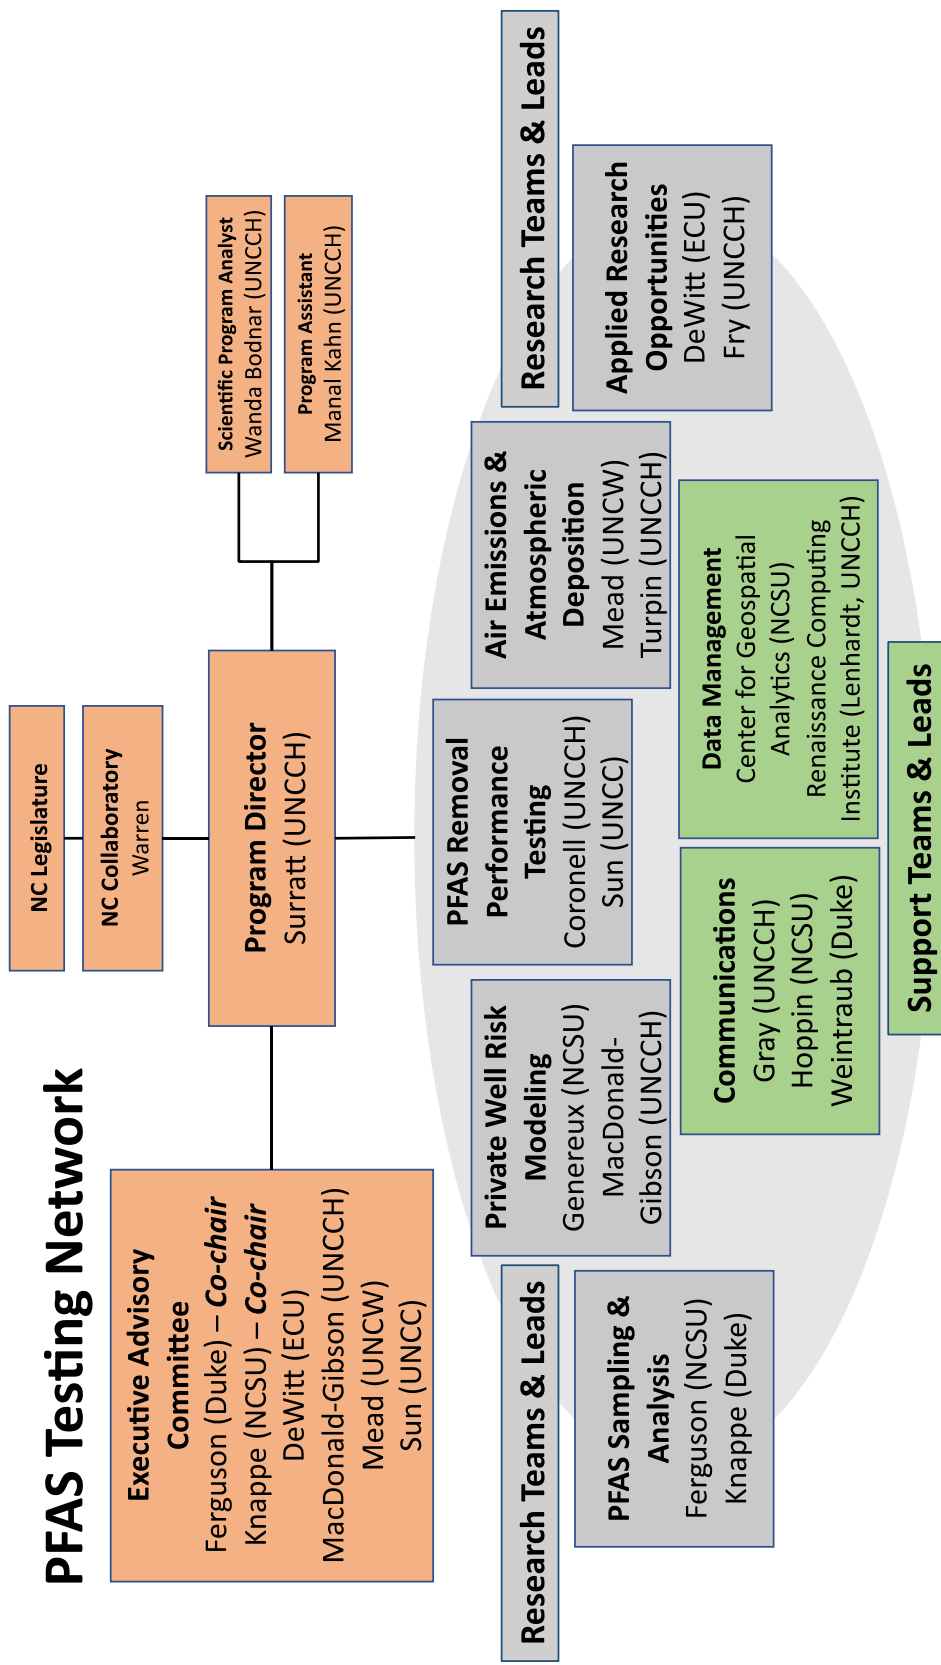 PFAS Testing Network
NC Legislature
NC Collaboratory
Warren
Executive Advisory
Committee
Ferguson (Duke) – Co-chair
Knappe (NCSU) – Co-chair
DeWitt (ECU)
MacDonald-Gibson (UNCCH)
Mead (UNCW)
Sun (UNCC)
Program Director
Surratt (UNCCH)
Scientific Program Analyst
Wanda Bodnar (UNCCH)
Program Assistant
Manal Kahn (UNCCH)
Research Teams & Leads
PFAS Sampling &
Analysis
Ferguson (NCSU)
Knappe (Duke)
Private Well Risk
Modeling
Genereux (NCSU)
MacDonald-
Gibson (UNCCH)
PFAS Removal
Performance
Testing
Coronell (UNCCH)
Sun (UNCC)
Air Emissions &
Atmospheric
Deposition
Mead (UNCW)
Turpin (UNCCH)
Research Teams & Leads
Applied Research
Opportunities
DeWitt (ECU)
Fry (UNCCH)
Communications
Gray (UNCCH)
Hoppin (NCSU)
Weintraub (Duke)
Data Management
Center for Geospatial
Analytics (NCSU)
Renaissance Computing
Institute (Lenhardt, UNCCH)
Support Teams & Leads